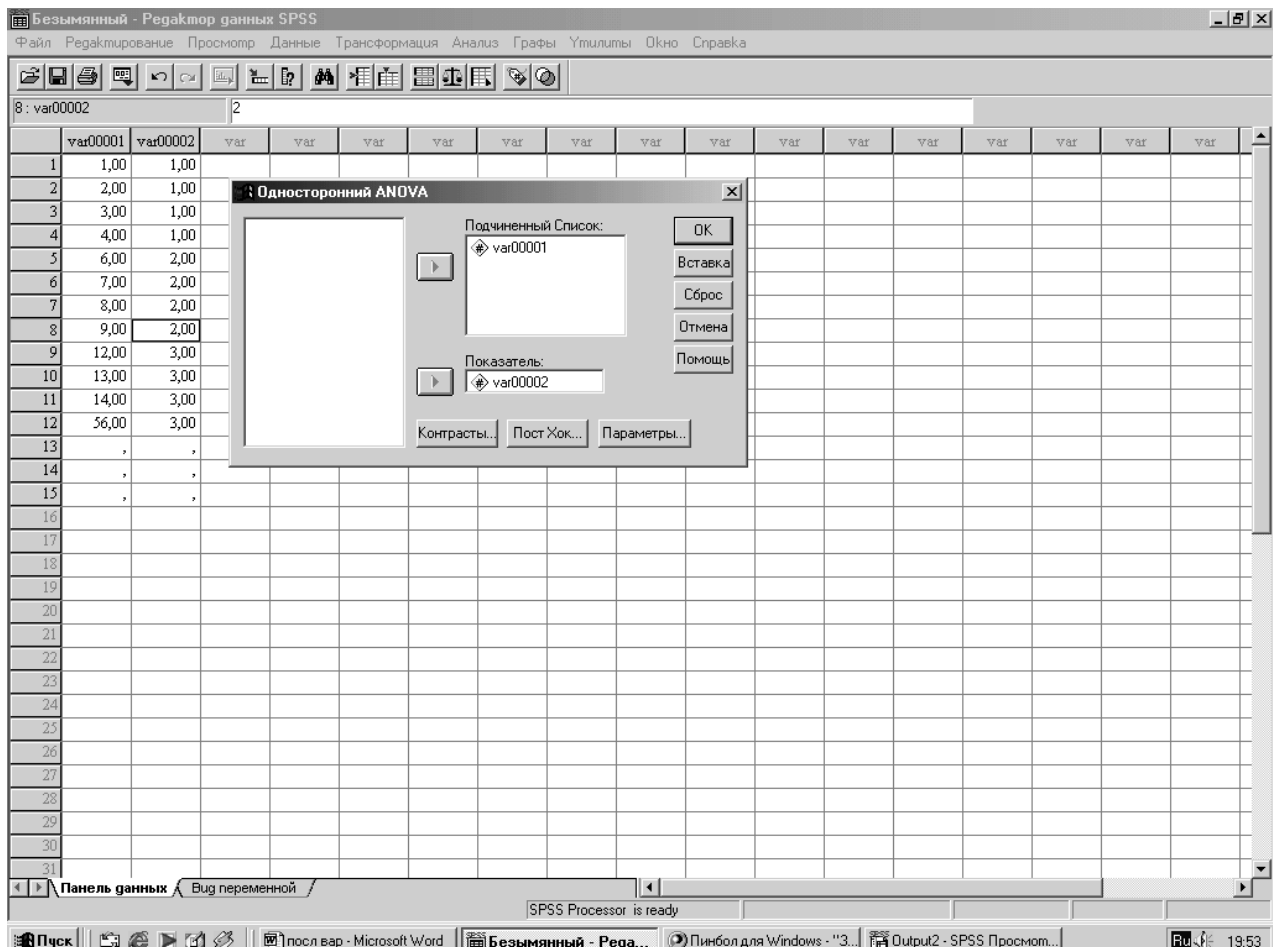 Безымянный - Редактор данных SPSS
Файл Редактирование Просмотр Данные Трансформация Анализ Графы Утилиты Окно Справка
8 : var00002 2
var00001 var00002 var var var var var var var var var var var var var var
1 1,00 1,00
2 2,00 1,00
3 3,00 1,00
4 4,00 1,00
5 6,00 2,00
6 7,00 2,00
7 8,00 2,00
8 9,00 2,00
9 12,00 3,00
10 13,00 3,00
11 14,00 3,00
12 56,00 3,00
13 , ,
14 , ,
15 , ,
16
17
18
19
20
21
22
23
24
25
26
27
28
29
30
31
Односторонний ANOVA
Подчиненный Список:
var00001
Показатель:
var00002
OK
Вставка
Сброс
Отмена
Помощь
Контрасты... Пост Хок... Параметры...
Панель данных Вид переменной
SPSS Processor is ready
Пуск посл вар - Microsoft Word Безымянный - Реда... Пинбол для Windows - "З... Output2 - SPSS Просмот... Ru 19:53